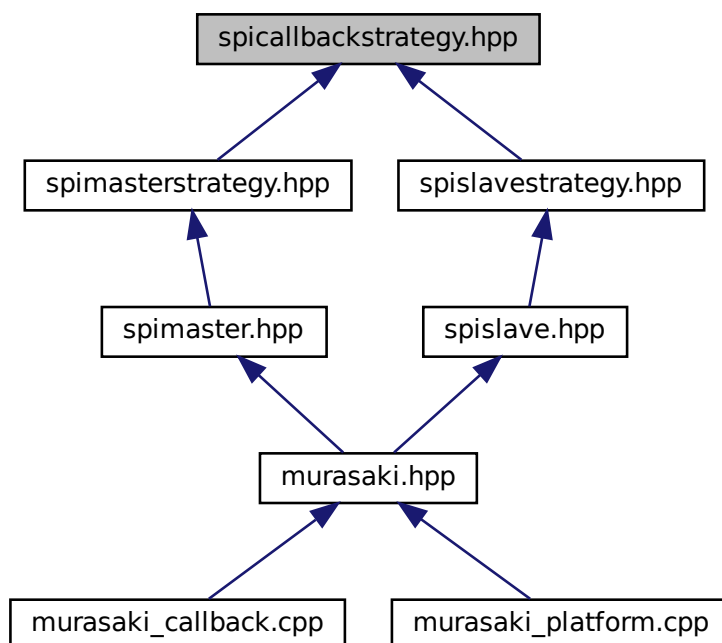 spicallbackstrategy.hpp
spimasterstrategy.hpp
spislavestrategy.hpp
spimaster.hpp
spislave.hpp
murasaki.hpp
murasaki_callback.cpp
murasaki_platform.cpp